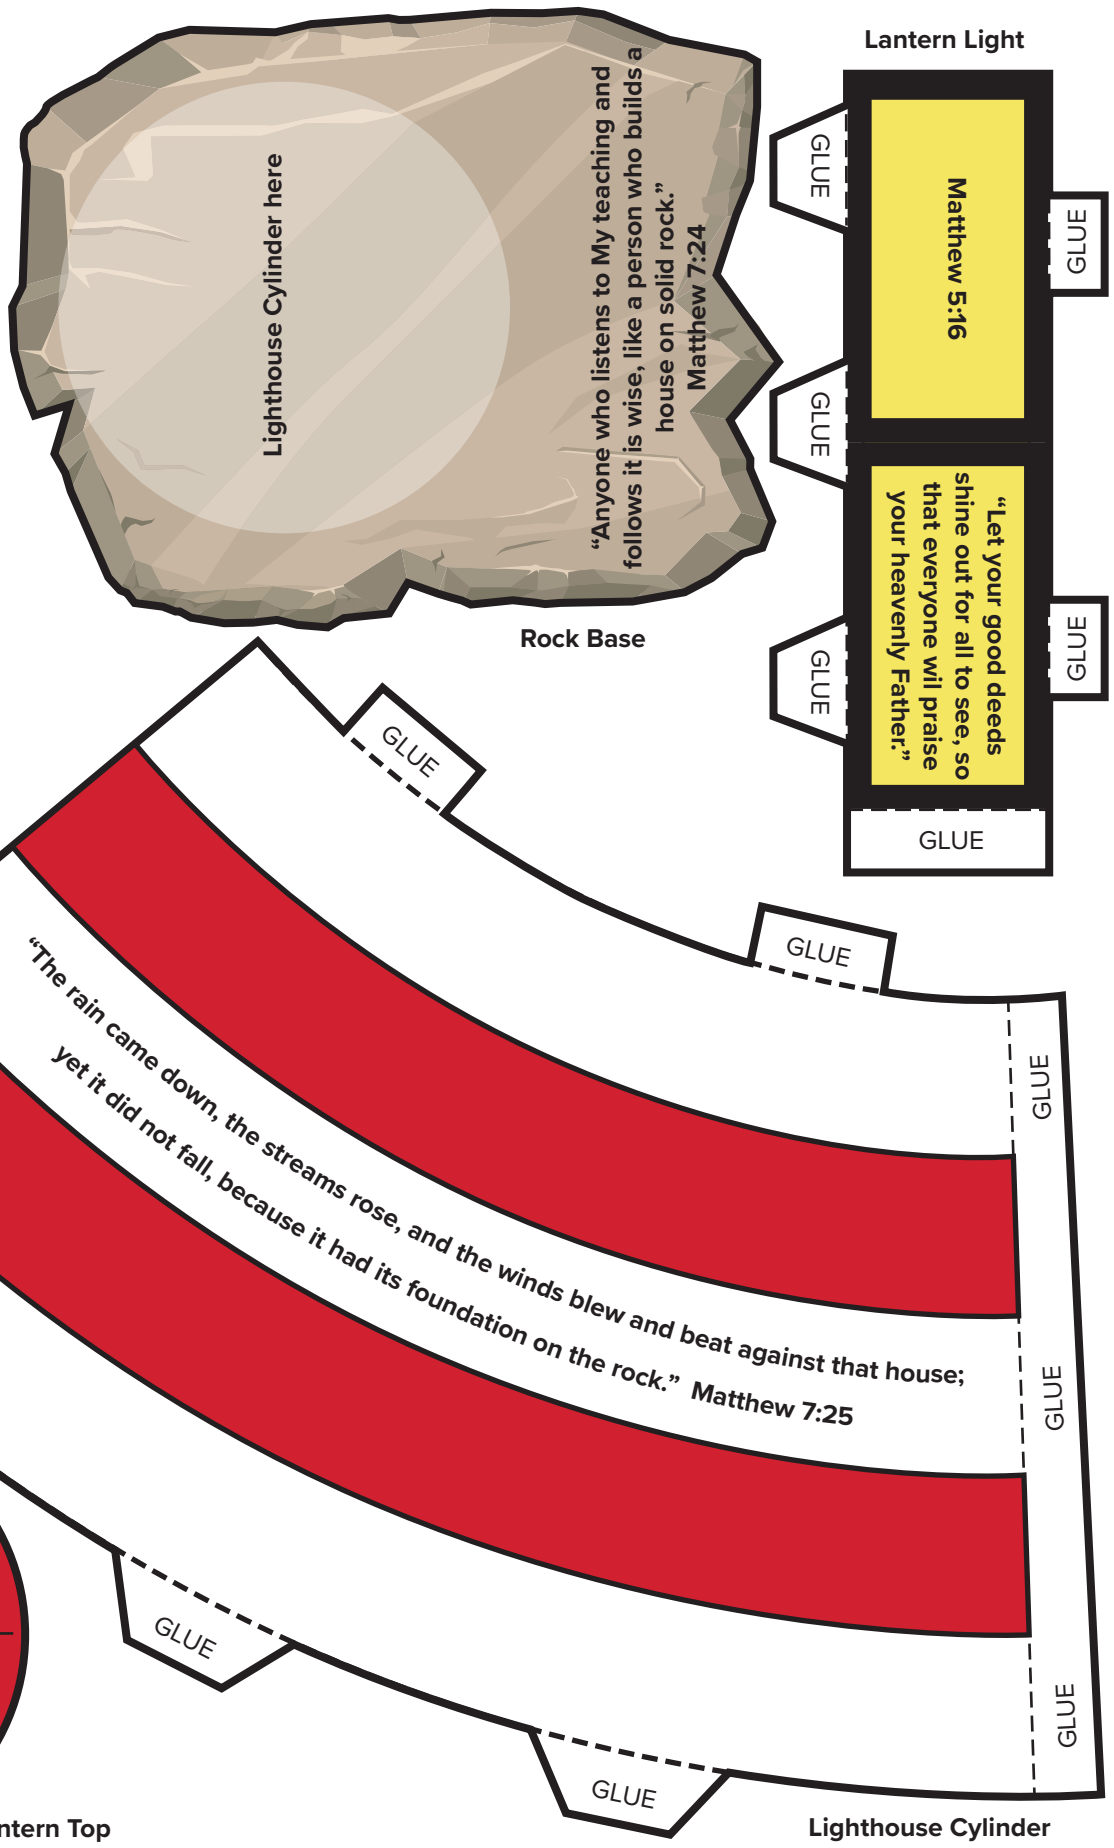 Lantern Light
Lighthouse Cylinder here
“Anyone who listens to My teaching and
follows it is wise, like a person who builds a
house on solid rock.”
Matthew 7:24
Rock Base
GLUE
GLUE
GLUE
GLUE
GLUE
GLUE
Matthew 5:16
“Let your good deeds
shine out for all to see, so
that everyone wil praise
your heavenly Father.”
GLUE
GLUE
GLUE
GLUE
GLUE
“The rain came down, the streams rose, and the winds blew and beat against that house;
yet it did not fall, because it had its foundation on the rock.” Matthew 7:25
GLUE
GLUE
GLUE
ntern Top
Lighthouse Cylinder